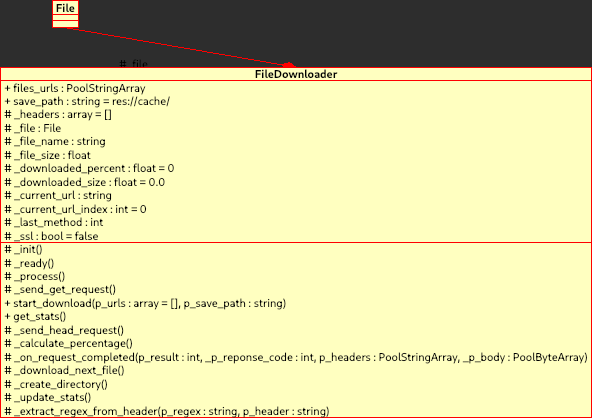 File
# _file
FileDownloader
+ files_urls : PoolStringArray
+ save_path : string = res://cache/
# _headers : array = []
# _file : File
# _file_name : string
# _file_size : float
# _downloaded_percent : float = 0
# _downloaded_size : float = 0.0
# _current_url : string
# _current_url_index : int = 0
# _last_method : int
# _ssl : bool = false
# _init()
# _ready()
# _process()
# _send_get_request()
+ start_download(p_urls : array = [], p_save_path : string)
+ get_stats()
# _send_head_request()
# _calculate_percentage()
# _on_request_completed(p_result : int, _p_reponse_code : int, p_headers : PoolStringArray, _p_body : PoolByteArray)
# _download_next_file()
# _create_directory()
# _update_stats()
# _extract_regex_from_header(p_regex : string, p_header : string)